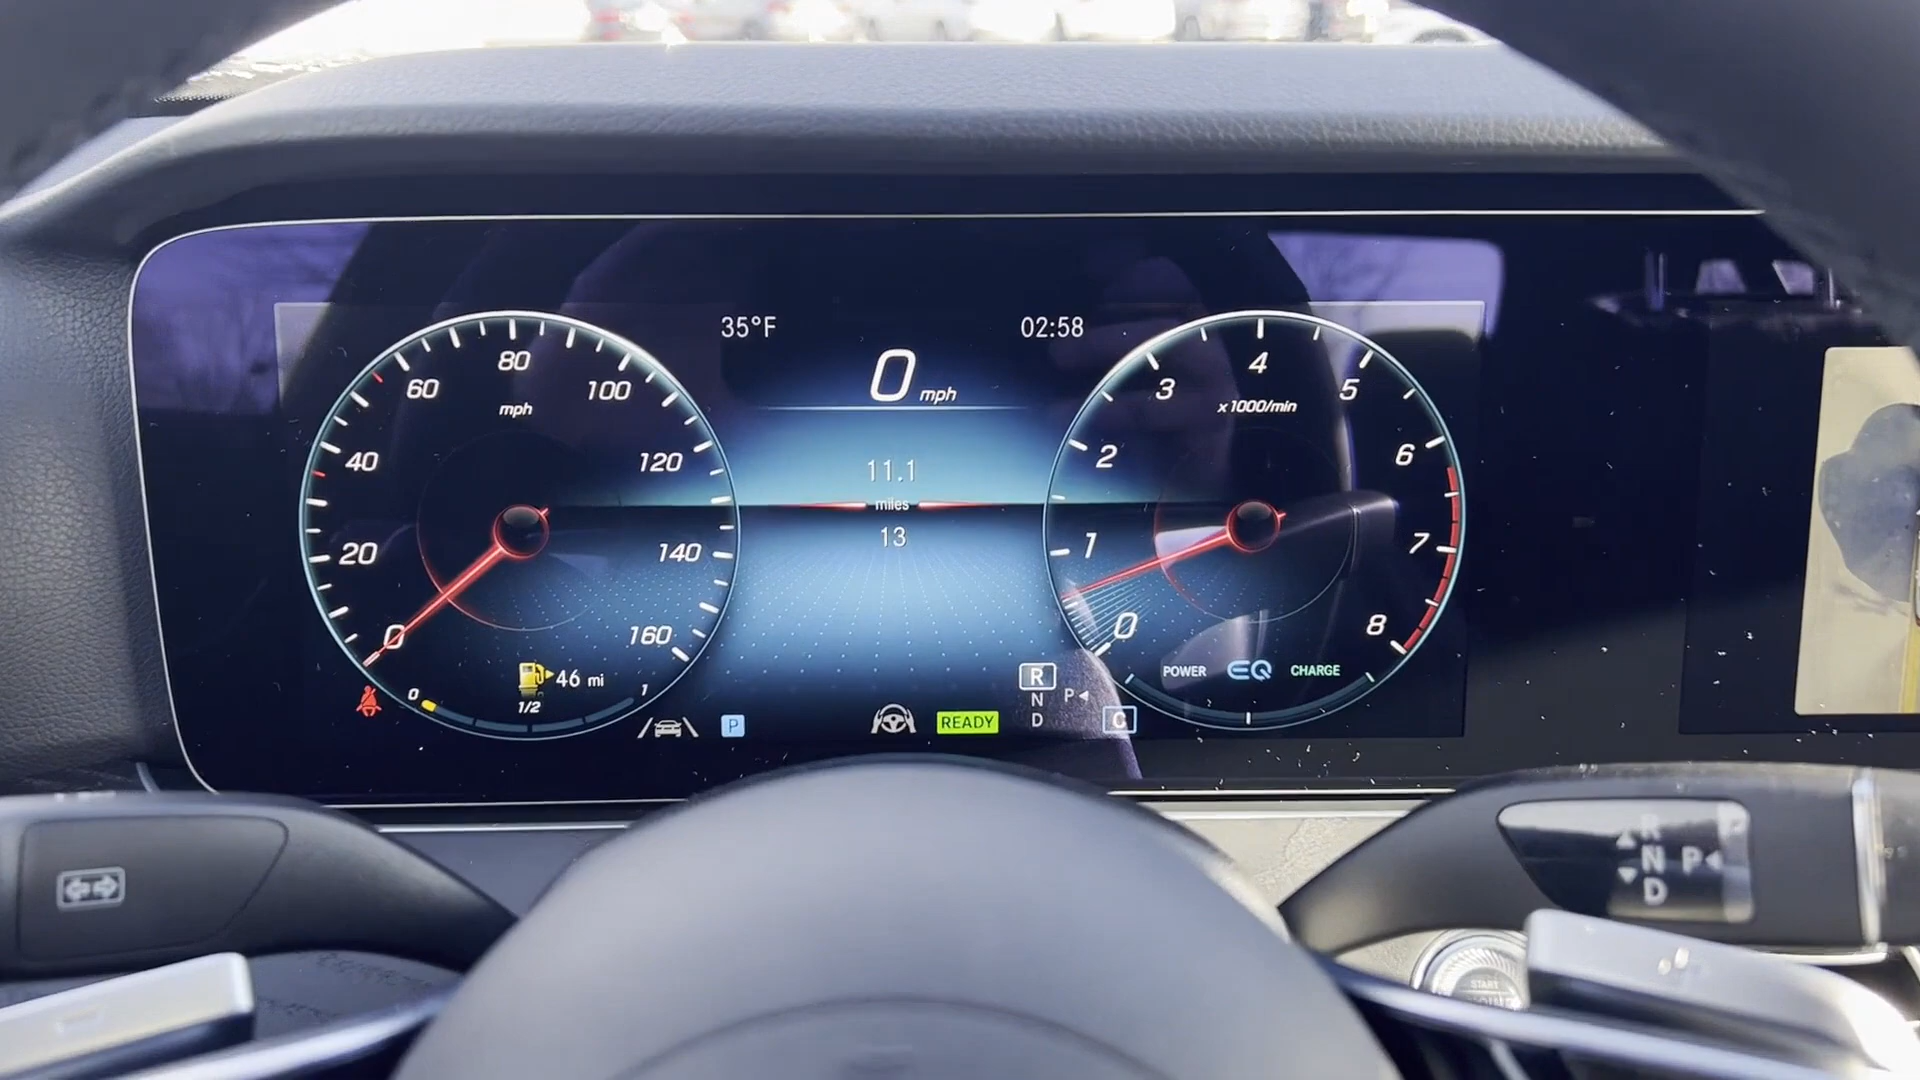 35°F
02:58
0 mph
20
40
60
80
100
120
140
160
0
mph
11.1
miles
13
0
1
2
3
4
5
6
7
8
x1000/min
46 mi
0
1/2
1
POWER
EQ
CHARGE
P
READY
R
N P
D
C
R
N P
D
START